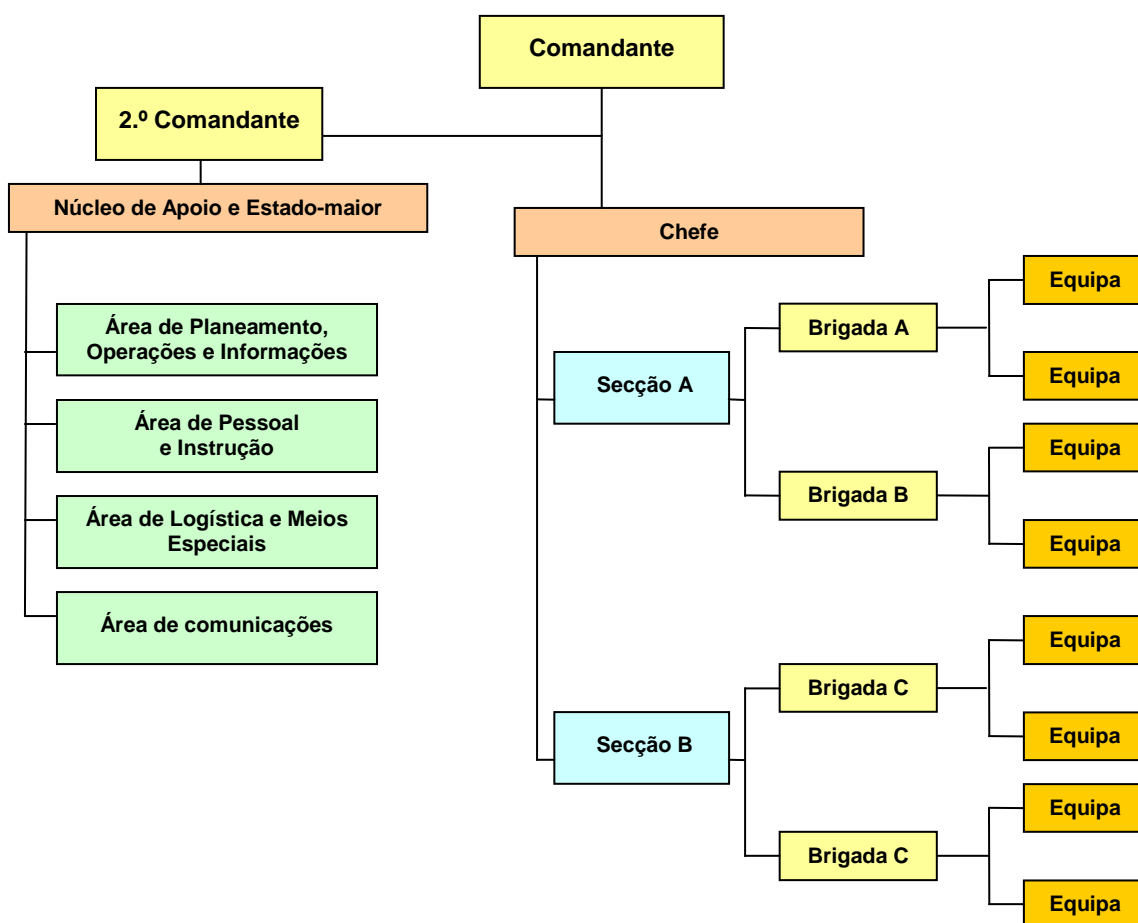 Comandante
2.º Comandante
Núcleo de Apoio e Estado-maior
Área de Planeamento,
Operações e Informações
Área de Pessoal
e Instrução
Área de Logística e Meios
Especiais
Área de comunicações
Chefe
Secção A
Brigada A
Equipa
Equipa
Brigada B
Equipa
Equipa
Secção B
Brigada C
Equipa
Equipa
Brigada C
Equipa
Equipa